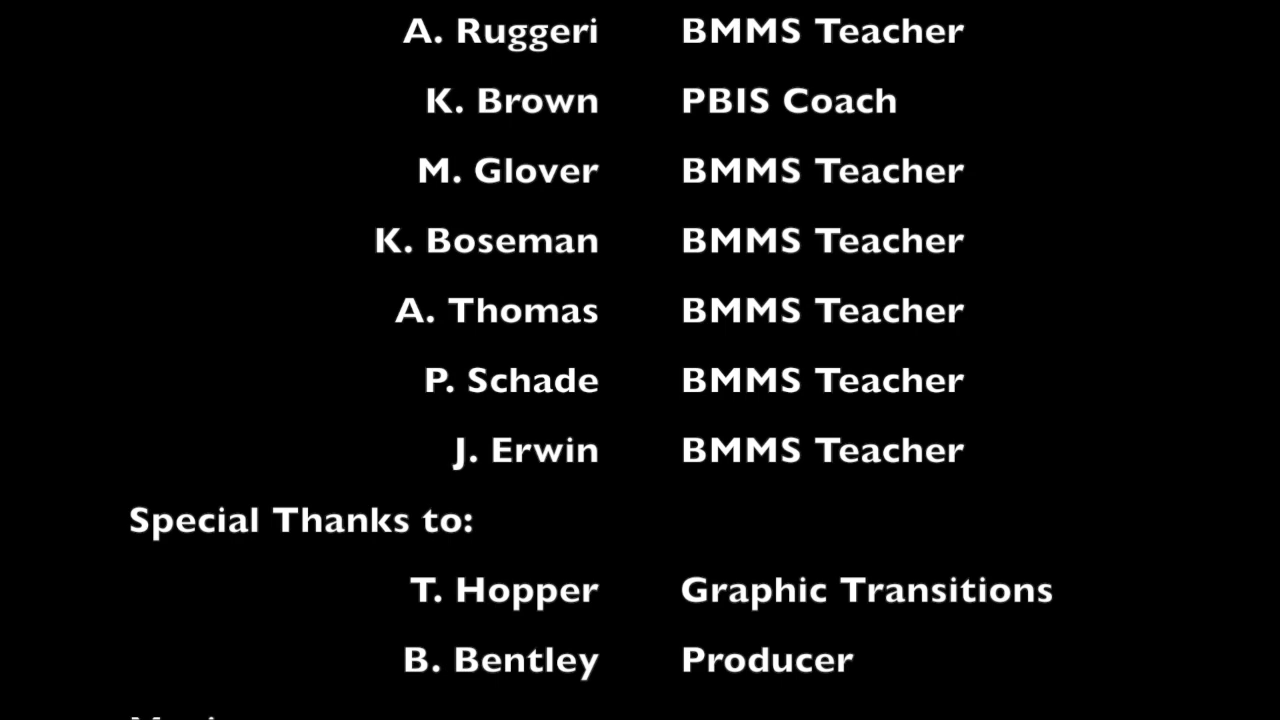 A. Ruggeri BMMS Teacher
K. Brown PBIS Coach
M. Glover BMMS Teacher
K. Boseman BMMS Teacher
A. Thomas BMMS Teacher
P. Schade BMMS Teacher
J. Erwin BMMS Teacher
Special Thanks to:
T. Hopper Graphic Transitions
B. Bentley Producer